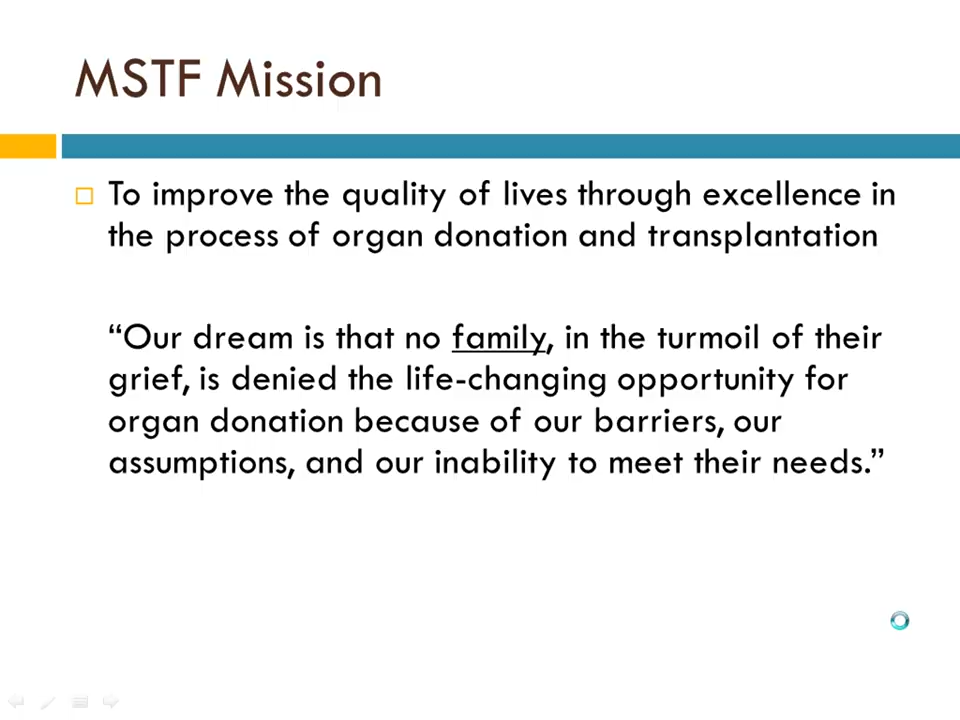 MSTF Mission
To improve the quality of lives through excellence in
the process of organ donation and transplantation
“Our dream is that no family, in the turmoil of their
grief, is denied the life-changing opportunity for
organ donation because of our barriers, our
assumptions, and our inability to meet their needs.”